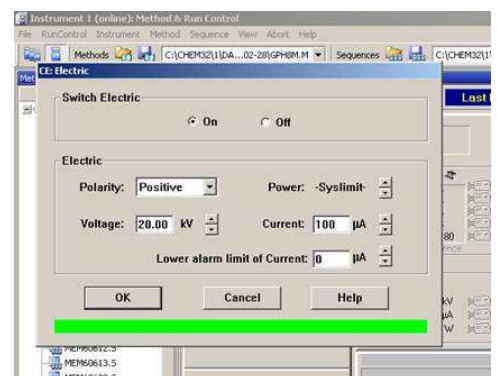 Instrument 1 (online): Method & Run Control
File RunControl Instrument Method Sequence View Abort Help
Methods C:\CHEM32\1\DA...02-28\GPH8M.M Sequences C:\CHEM32\1\
Met
CE: Electric
Last
Switch Electric
On Off
Electric
Polarity: Positive Power: -Syslimit-
Voltage: 20.00 kV Current: 100 µA
Lower alarm limit of Current: 0 µA
80
kV
µA
W
OK Cancel Help
MEM60612.S
MEM60613.S